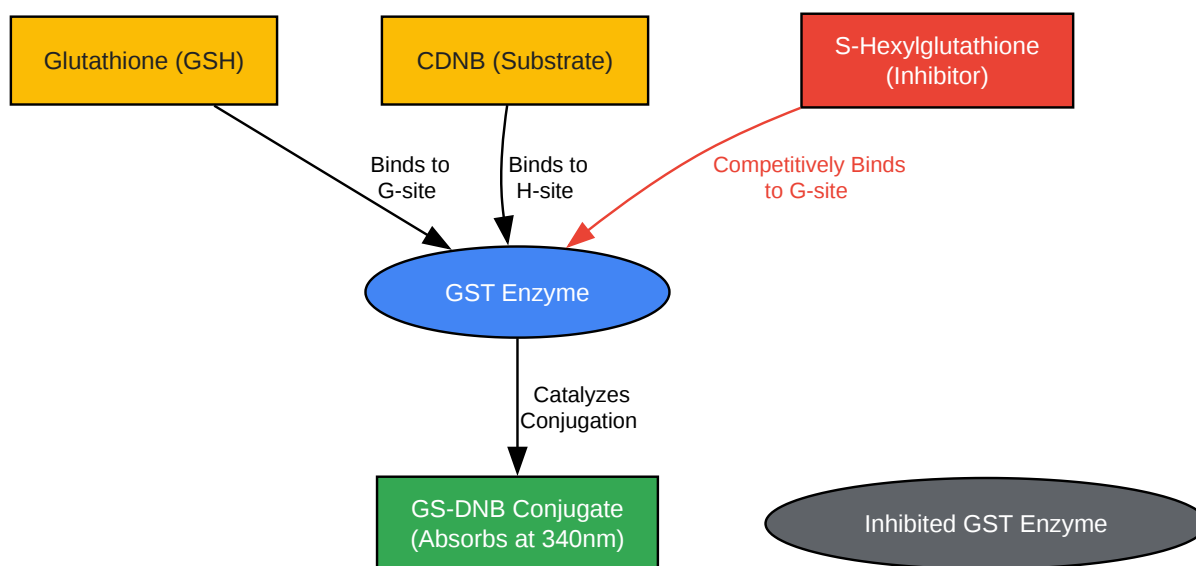 Glutathione (GSH)
CDNB (Substrate)
S-Hexylglutathione
(Inhibitor)
Binds to
G-site
Binds to
H-site
Competitively Binds
to G-site
GST Enzyme
Catalyzes
Conjugation
GS-DNB Conjugate
(Absorbs at 340nm)
Inhibited GST Enzyme